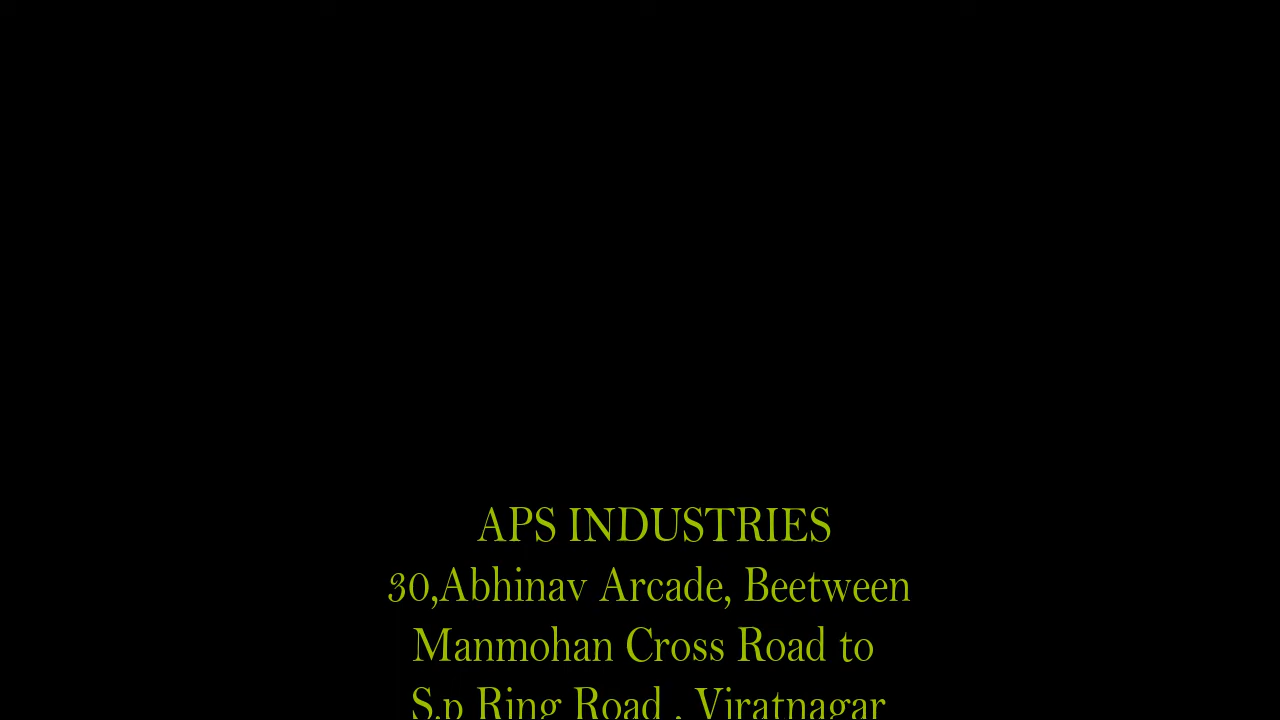 APS INDUSTRIES
30,Abhinav Arcade, Beetween
Manmohan Cross Road to
S.p Ring Road , Viratnagar